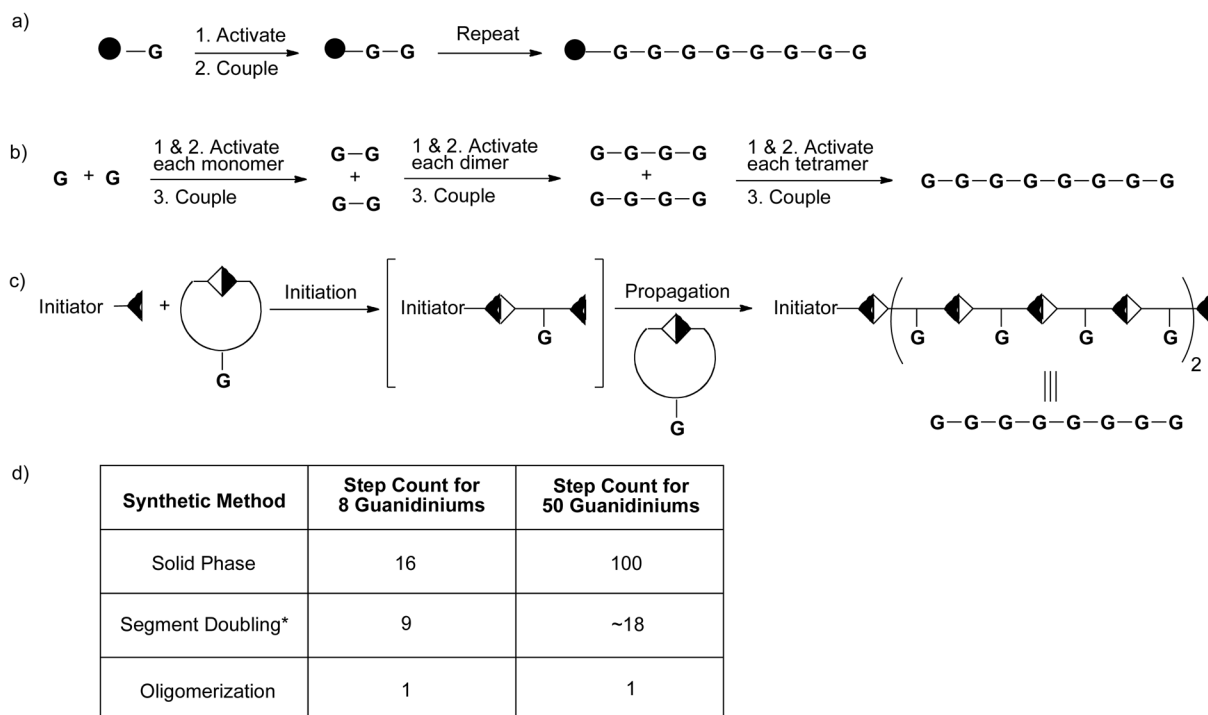 a)
G
1. Activate
2. Couple
G–G
Repeat
G–G–G–G–G–G–G–G
b)
G + G
1 & 2. Activate
each monomer
3. Couple
G–G
+
G–G
1 & 2. Activate
each dimer
3. Couple
G–G–G–G
+
G–G–G–G
1 & 2. Activate
each tetramer
3. Couple
G–G–G–G–G–G–G–G
c)
Initiator
+
G
Initiation
Initiator
G
Propagation
G
Initiator
G G G G
2
G–G–G–G–G–G–G–G
d)
Synthetic Method
Step Count for
8 Guanidiniums
Step Count for
50 Guanidiniums
Solid Phase 16 100
Segment Doubling* 9 ~18
Oligomerization 1 1